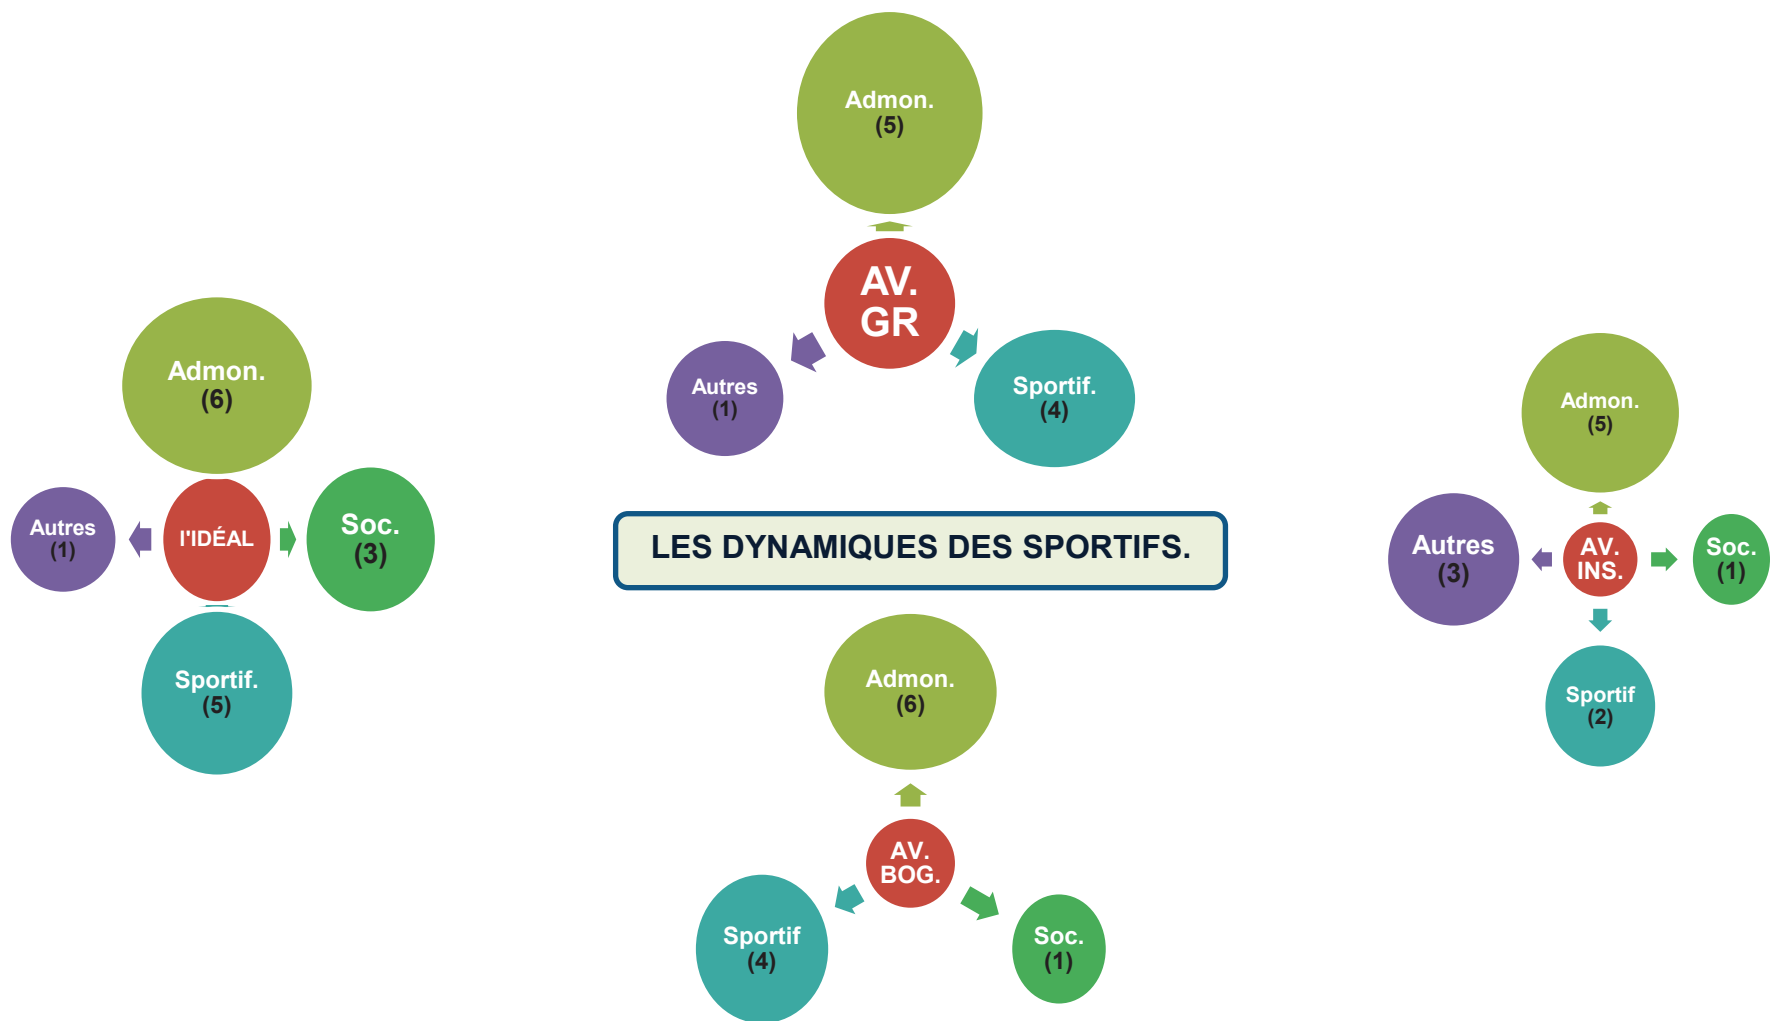 Admon.
(5)
AV.
GR
Autres
(1)
Sportif.
(4)
Admon.
(6)
Autres
(1)
l'IDÉAL
Soc.
(3)
Sportif.
(5)
LES DYNAMIQUES DES SPORTIFS.
Admon.
(5)
Autres
(3)
AV.
INS.
Soc.
(1)
Sportif
(2)
Admon.
(6)
AV.
BOG.
Sportif
(4)
Soc.
(1)